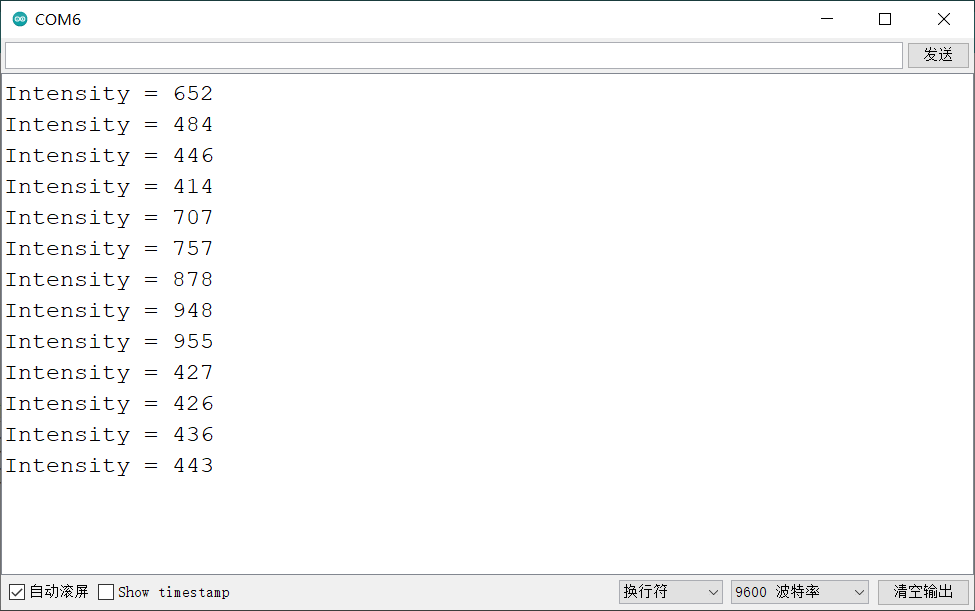 COM6
发送
Intensity = 652
Intensity = 484
Intensity = 446
Intensity = 414
Intensity = 707
Intensity = 757
Intensity = 878
Intensity = 948
Intensity = 955
Intensity = 427
Intensity = 426
Intensity = 436
Intensity = 443
自动滚屏 Show timestamp 换行符 9600 波特率 清空输出